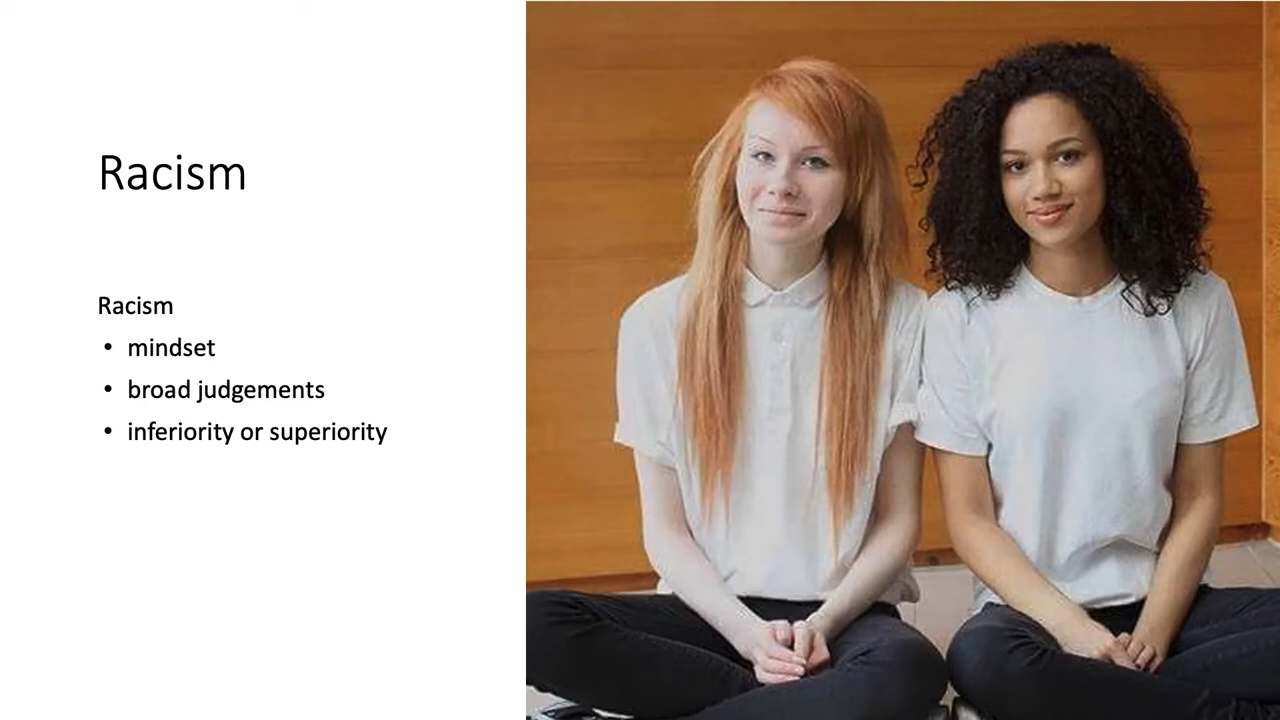 Racism
Racism
• mindset
• broad judgements
• inferiority or superiority